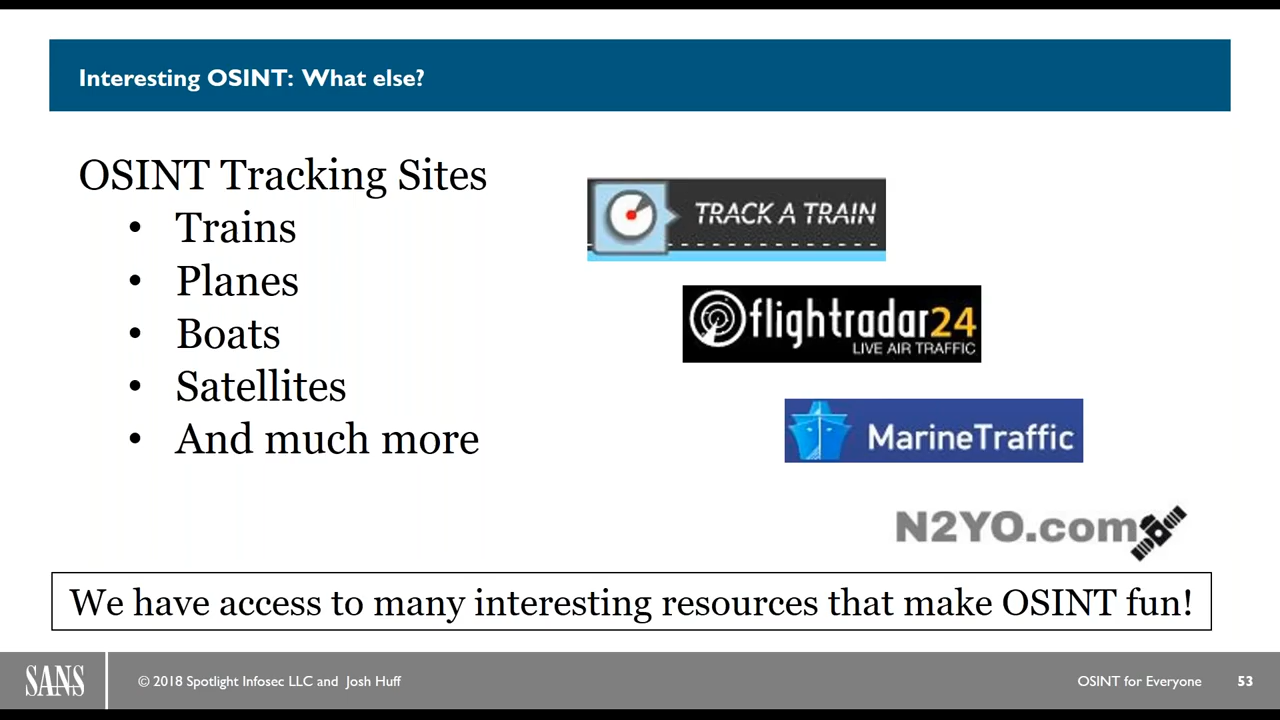 Interesting OSINT: What else?
OSINT Tracking Sites
• Trains
• Planes
• Boats
• Satellites
• And much more
TRACK A TRAIN
flightradar24
LIVE AIR TRAFFIC
MarineTraffic
N2YO.com
We have access to many interesting resources that make OSINT fun!
SANS
© 2018 Spotlight Infosec LLC and Josh Huff
OSINT for Everyone
53